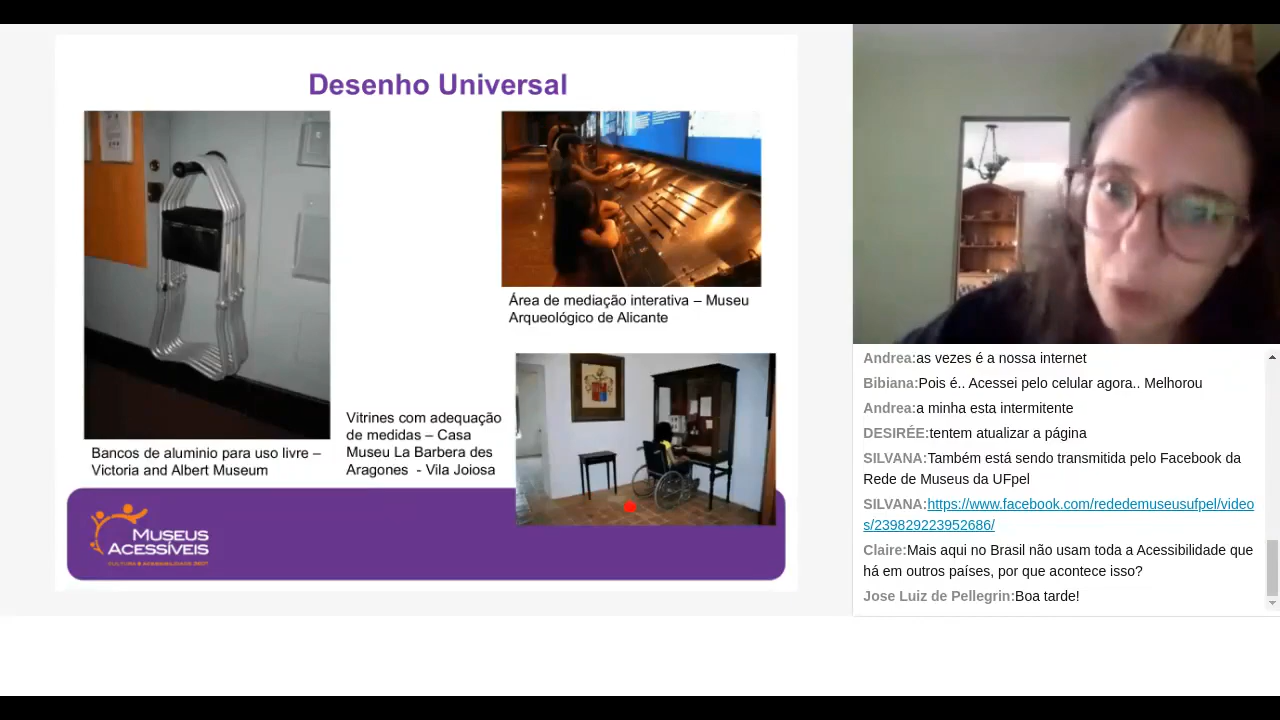 Desenho Universal
Área de mediação interativa – Museu
Arqueológico de Alicante
Bancos de aluminio para uso livre –
Victoria and Albert Museum
Vitrines com adequação
de medidas – Casa
Museu La Barbera des
Aragones - Vila Joiosa
MUSEUS
ACESSÍVEIS
CULTURA E ACESSIBILIDADE 360º
Andrea:as vezes é a nossa internet
Bibiana:Pois é.. Acessei pelo celular agora.. Melhorou
Andrea:a minha esta intermitente
DESIRÉE:tentem atualizar a página
SILVANA:Também está sendo transmitida pelo Facebook da
Rede de Museus da UFpel
SILVANA:https://www.facebook.com/rededemuseusufpel/video
s/239829223952686/
Claire:Mais aqui no Brasil não usam toda a Acessibilidade que
há em outros países, por que acontece isso?
Jose Luiz de Pellegrin:Boa tarde!